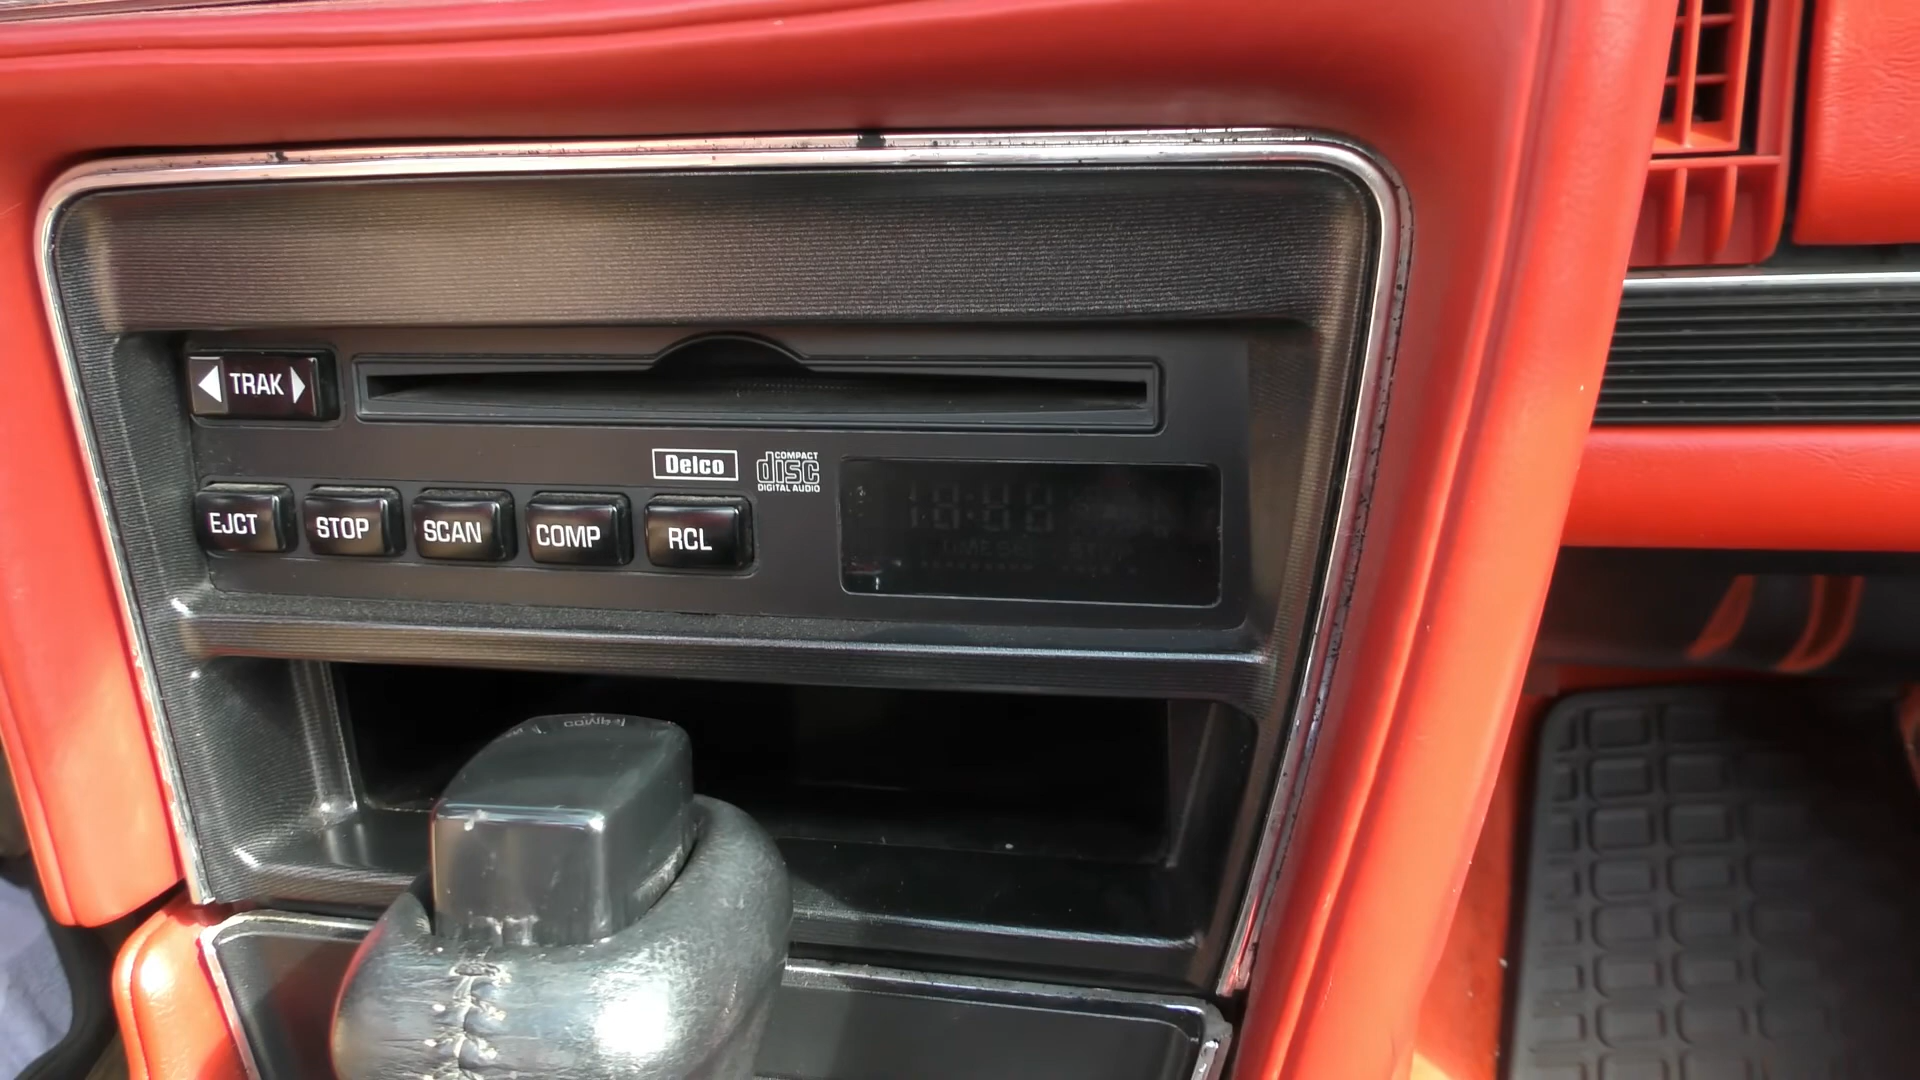 ◀ TRAK ▶
Delco
COMPACT
disc
DIGITAL AUDIO
EJCT
STOP
SCAN
COMP
RCL